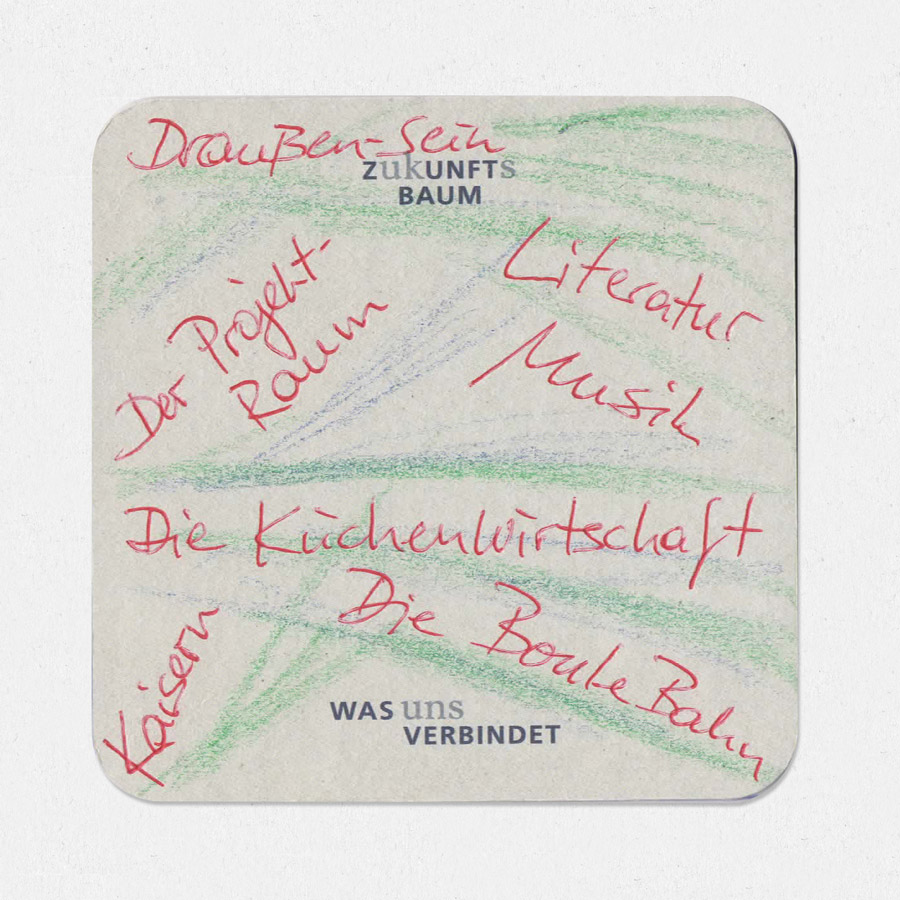 Draußen-Sein
ZukUNFTs
BAUM
Literatur
Musik
Der Projekt-
Raum
Die Küchenwirtschaft
Die Boule Bahn
Kaisern
WAS uns
VERBINDET